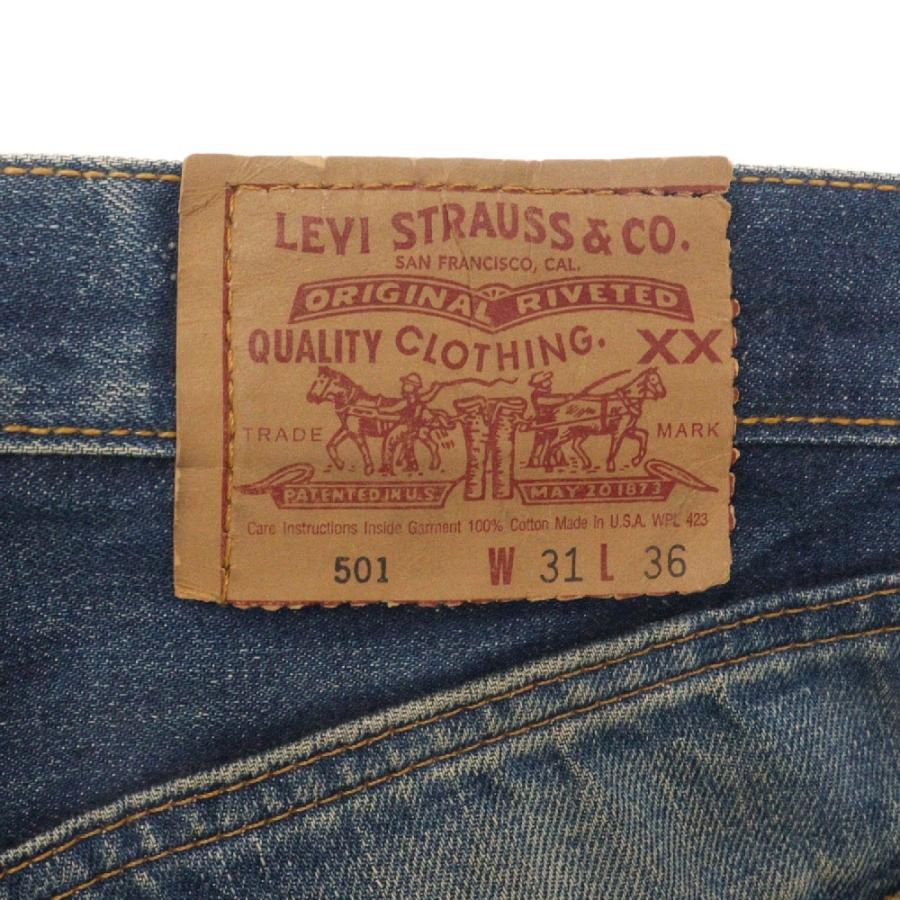 LEVI STRAUSS & CO.
SAN FRANCISCO, CAL.
ORIGINAL RIVETED
QUALITY CLOTHING. XX
TRADE MARK
PATENTED IN U.S. MAY 20 1873
Care Instructions Inside Garment 100% Cotton Made In U.S.A. WPL 423
501 W 31 L 36